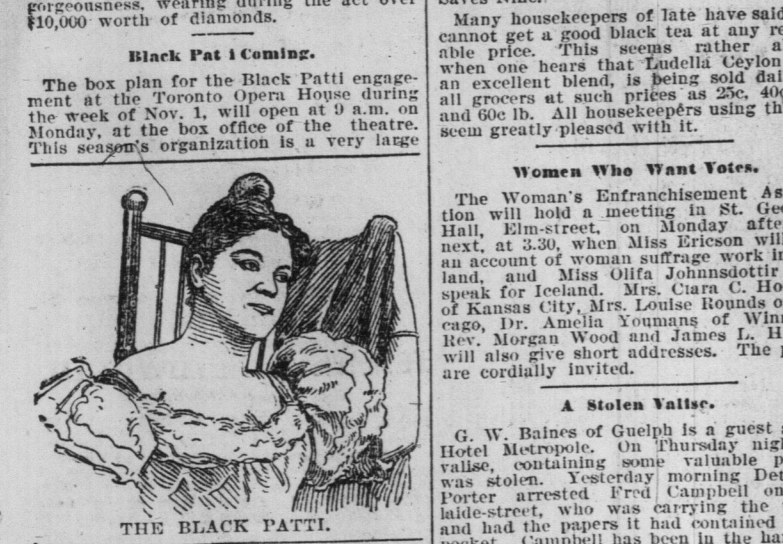 gorgeousness, wearing during the act over
$10,000 worth of diamonds.
Black Pat i Coming.
The box plan for the Black Patti engage-
ment at the Toronto Opera House during
the week of Nov. 1, will open at 9 a.m. on
Monday, at the box office of the theatre.
This season's organization is a very large
THE BLACK PATTI.
Many housekeepers of late have said
cannot get a good black tea at any re
able price. This seems rather a
when one hears that Ludella Ceylon
an excellent blend, is being sold dai
all grocers at such prices as 25c, 40c
and 60c lb. All housekeepers using th
seem greatly pleased with it.
Women Who Want Votes.
The Woman's Enfranchisement As
tion will hold a meeting in St. Geo
Hall, Elm-street, on Monday afte
next, at 3.30, when Miss Ericson will
an account of woman suffrage work in
land, and Miss Olifa Johnnsdottir
speak for Iceland. Mrs. Clara C. Ho
of Kansas City, Mrs. Louise Rounds o
cago, Dr. Amelia Youmans of Winn
Rev. Morgan Wood and James L. H
will also give short addresses. The p
are cordially invited.
A Stolen Valise.
G. W. Baines of Guelph is a guest
Hotel Metropole. On Thursday nig
valise, containing some valuable p
was stolen. Yesterday morning Det
Porter arrested Fred Campbell on
laide-street, who was carrying the
and had the papers it had contained
pocket. Campbell has been in the ha